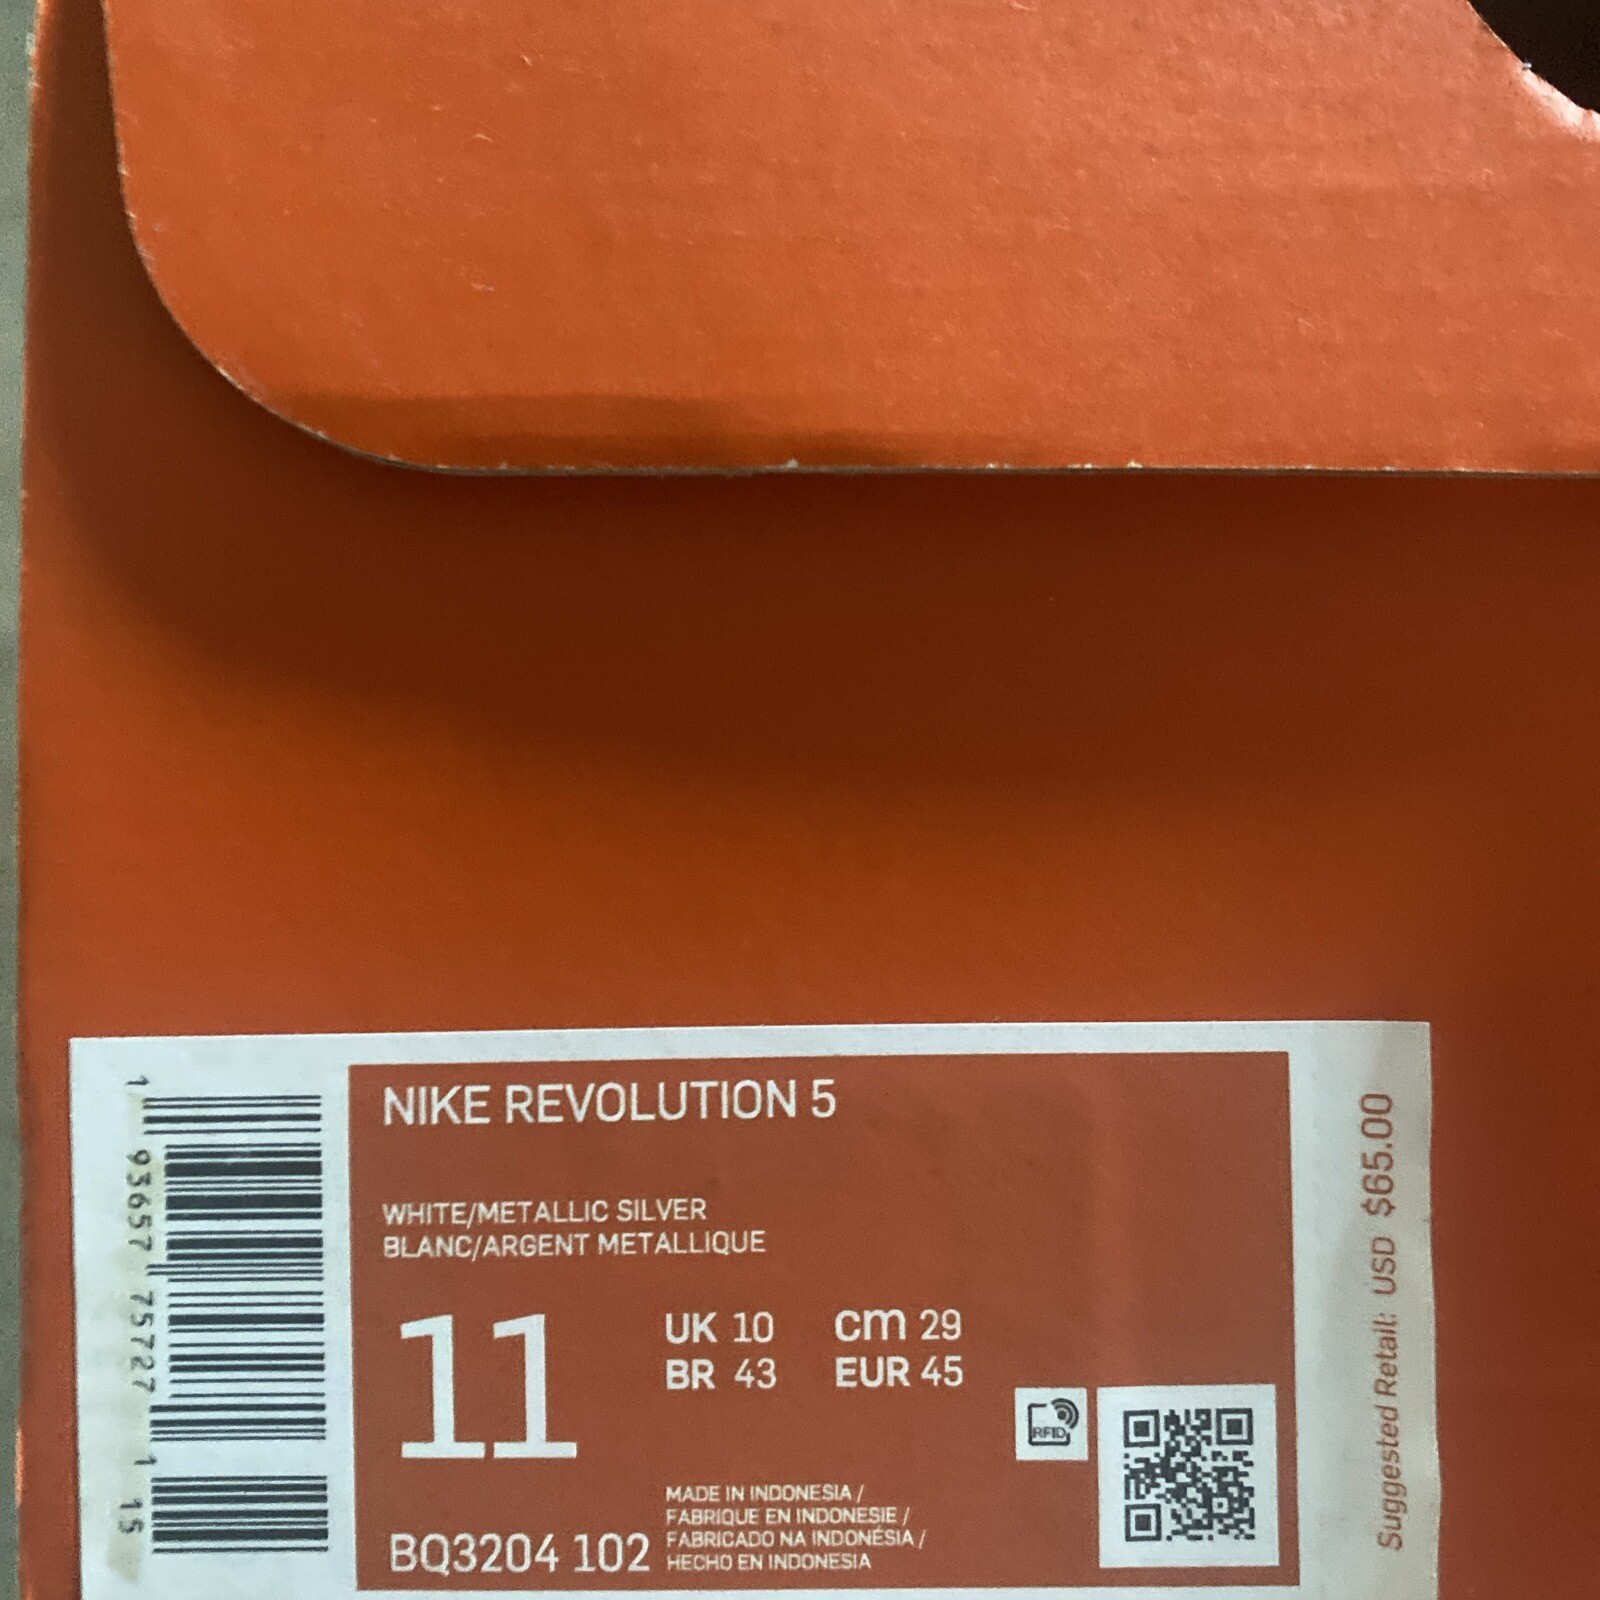 NIKE REVOLUTION 5
WHITE/METALLIC SILVER
BLANC/ARGENT METALLIQUE
11
UK 10 cm 29
BR 43 EUR 45
RFID
BQ3204 102
MADE IN INDONESIA /
FABRIQUE EN INDONESIE /
FABRICADO NA INDONÉSIA /
HECHO EN INDONESIA
1 93657 75727 1 15
Suggested Retail: USD $65.00